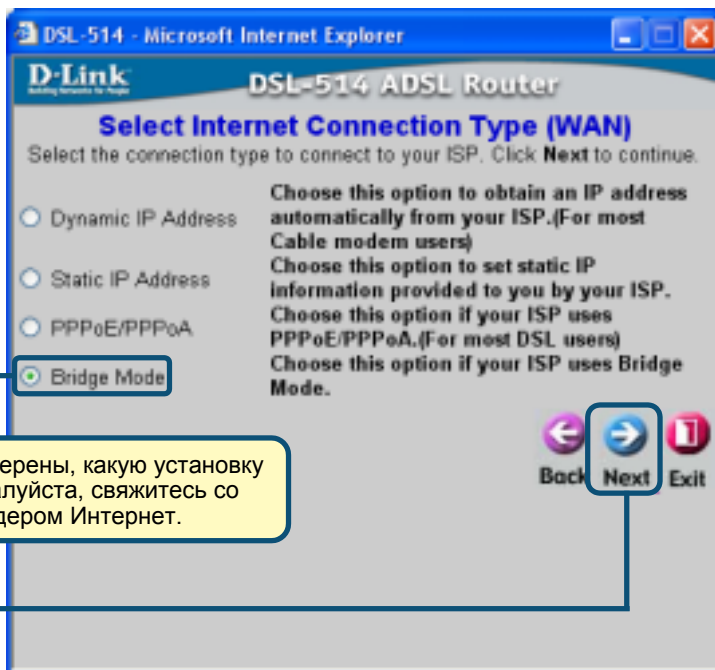 DSL-514 - Microsoft Internet Explorer
D-Link
Building Networks for People
DSL-514 ADSL Router
Select Internet Connection Type (WAN)
Select the connection type to connect to your ISP. Click Next to continue.
Dynamic IP Address
Choose this option to obtain an IP address
automatically from your ISP.(For most
Cable modem users)
Static IP Address
Choose this option to set static IP
information provided to you by your ISP.
PPPoE/PPPoA
Choose this option if your ISP uses
PPPoE/PPPoA.(For most DSL users)
Bridge Mode
Choose this option if your ISP uses Bridge
Mode.
Back Next Exit
ерены, какую установку
алуйста, свяжитесь со
дером Интернет.